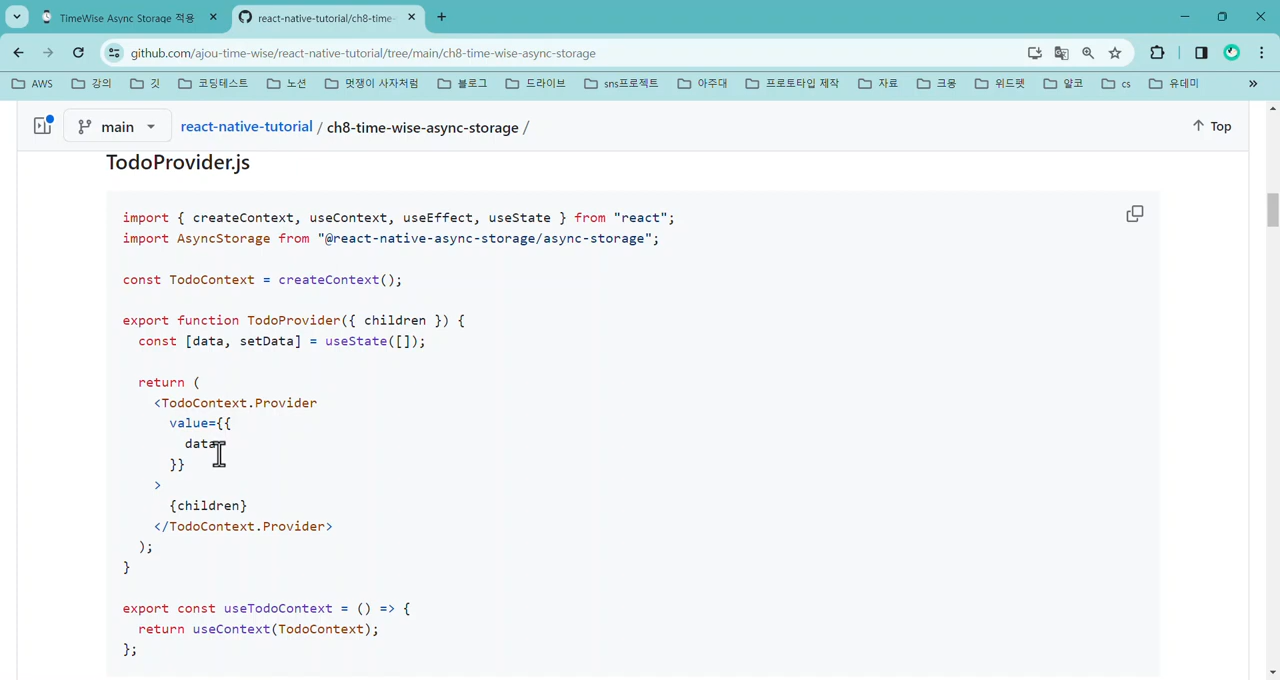 TimeWise Async Storage 적용
react-native-tutorial/ch8-time-
github.com/ajou-time-wise/react-native-tutorial/tree/main/ch8-time-wise-async-storage
AWS 강의 깃 코딩테스트 노션 멋쟁이 사자처럼 블로그 드라이브 sns프로젝트 아주대 프로토타입 제작 자료 크몽 위드펫 알코 cs 유데미 »
main react-native-tutorial / ch8-time-wise-async-storage / Top
TodoProvider.js
import { createContext, useContext, useEffect, useState } from "react";
import AsyncStorage from "@react-native-async-storage/async-storage";
const TodoContext = createContext();
export function TodoProvider({ children }) {
const [data, setData] = useState([]);
return (
<TodoContext.Provider
value={{
data
}}
>
{children}
</TodoContext.Provider>
);
}
export const useTodoContext = () => {
return useContext(TodoContext);
};